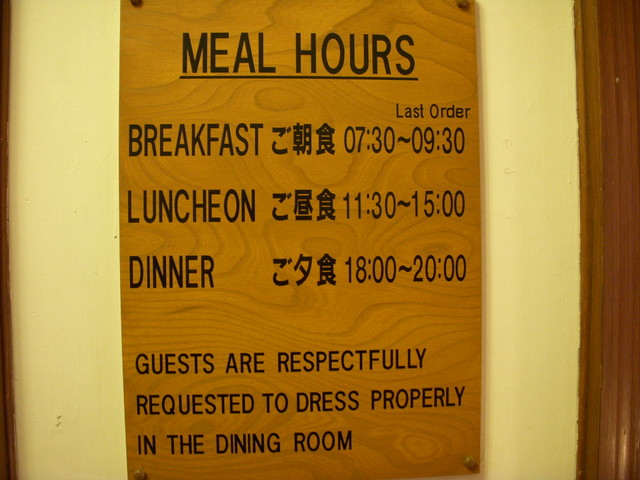 MEAL HOURS
Last Order
BREAKFAST ご朝食 07:30~09:30
LUNCHEON ご昼食 11:30~15:00
DINNER ご夕食 18:00~20:00
GUESTS ARE RESPECTFULLY
REQUESTED TO DRESS PROPERLY
IN THE DINING ROOM